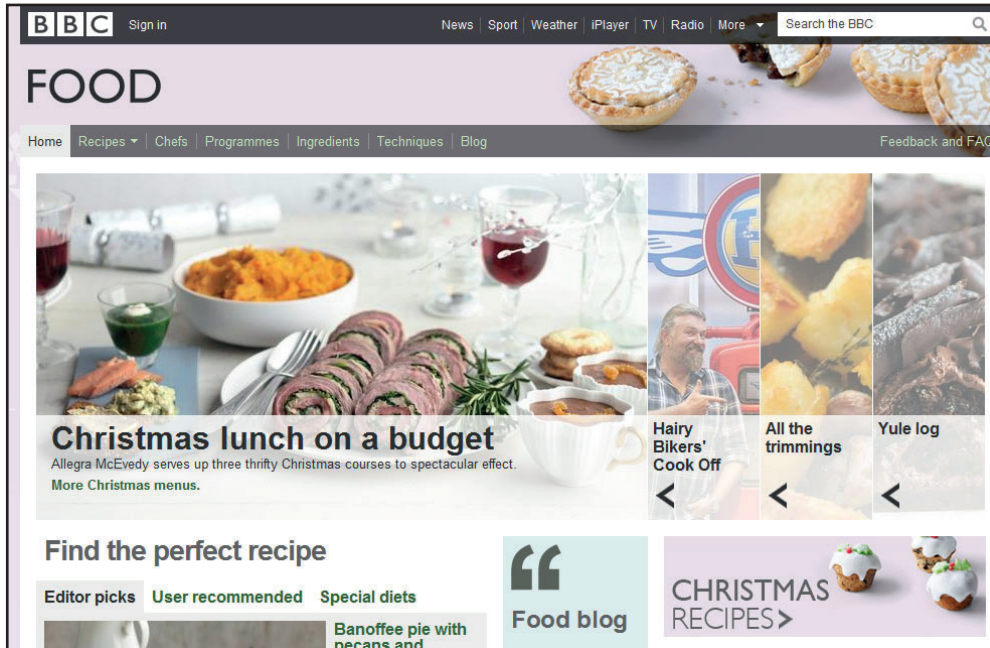 BBC Sign in News Sport Weather iPlayer TV Radio More Search the BBC
FOOD
Home Recipes Chefs Programmes Ingredients Techniques Blog Feedback and FAQ
Christmas lunch on a budget
Allegra McEvedy serves up three thrifty Christmas courses to spectacular effect.
More Christmas menus.
Hairy
Bikers'
Cook Off
All the
trimmings
Yule log
Find the perfect recipe
Editor picks User recommended Special diets
Banoffee pie with
pecans and
“
Food blog
CHRISTMAS
RECIPES>